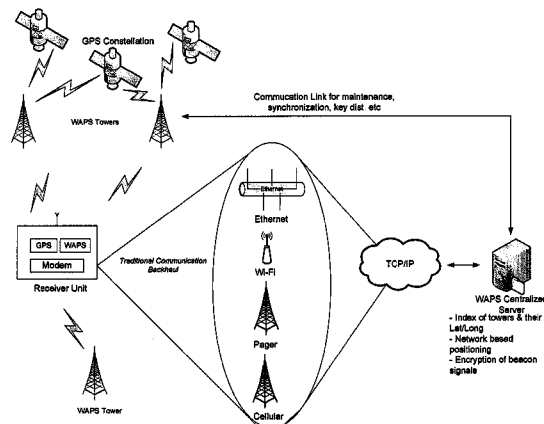 GPS Constellation
Commucation Link for maintenance,
synchronization, key dist. etc
WAPS Towers
Ethernet
Ethernet
GPS
WAPS
Modem
Receiver Unit
Traditional Communication
Backhaul
Wi-Fi
TCP/IP
WAPS Centralized
Server
- Index of towers & their
Lat/Long
- Network based
positioning
- Encryption of beacon
signals
Pager
WAPS Tower
Cellular